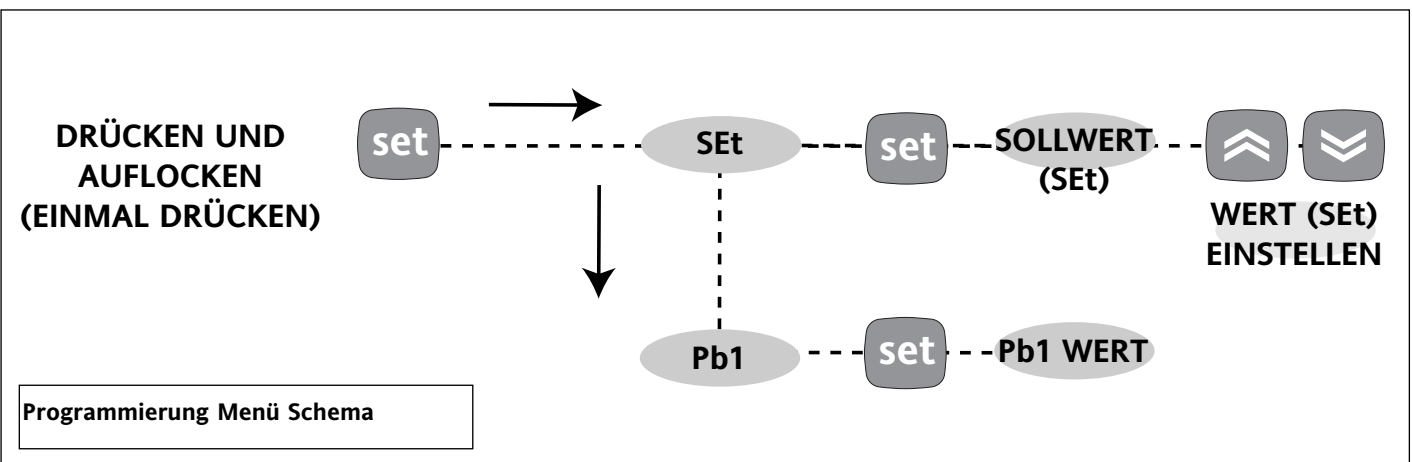 DRÜCKEN UND
AUFLOCKEN
(EINMAL DRÜCKEN)
set
SEt
set
SOLLWERT
(SEt)
WERT (SEt)
EINSTELLEN
Pb1
set
Pb1 WERT
Programmierung Menü Schema